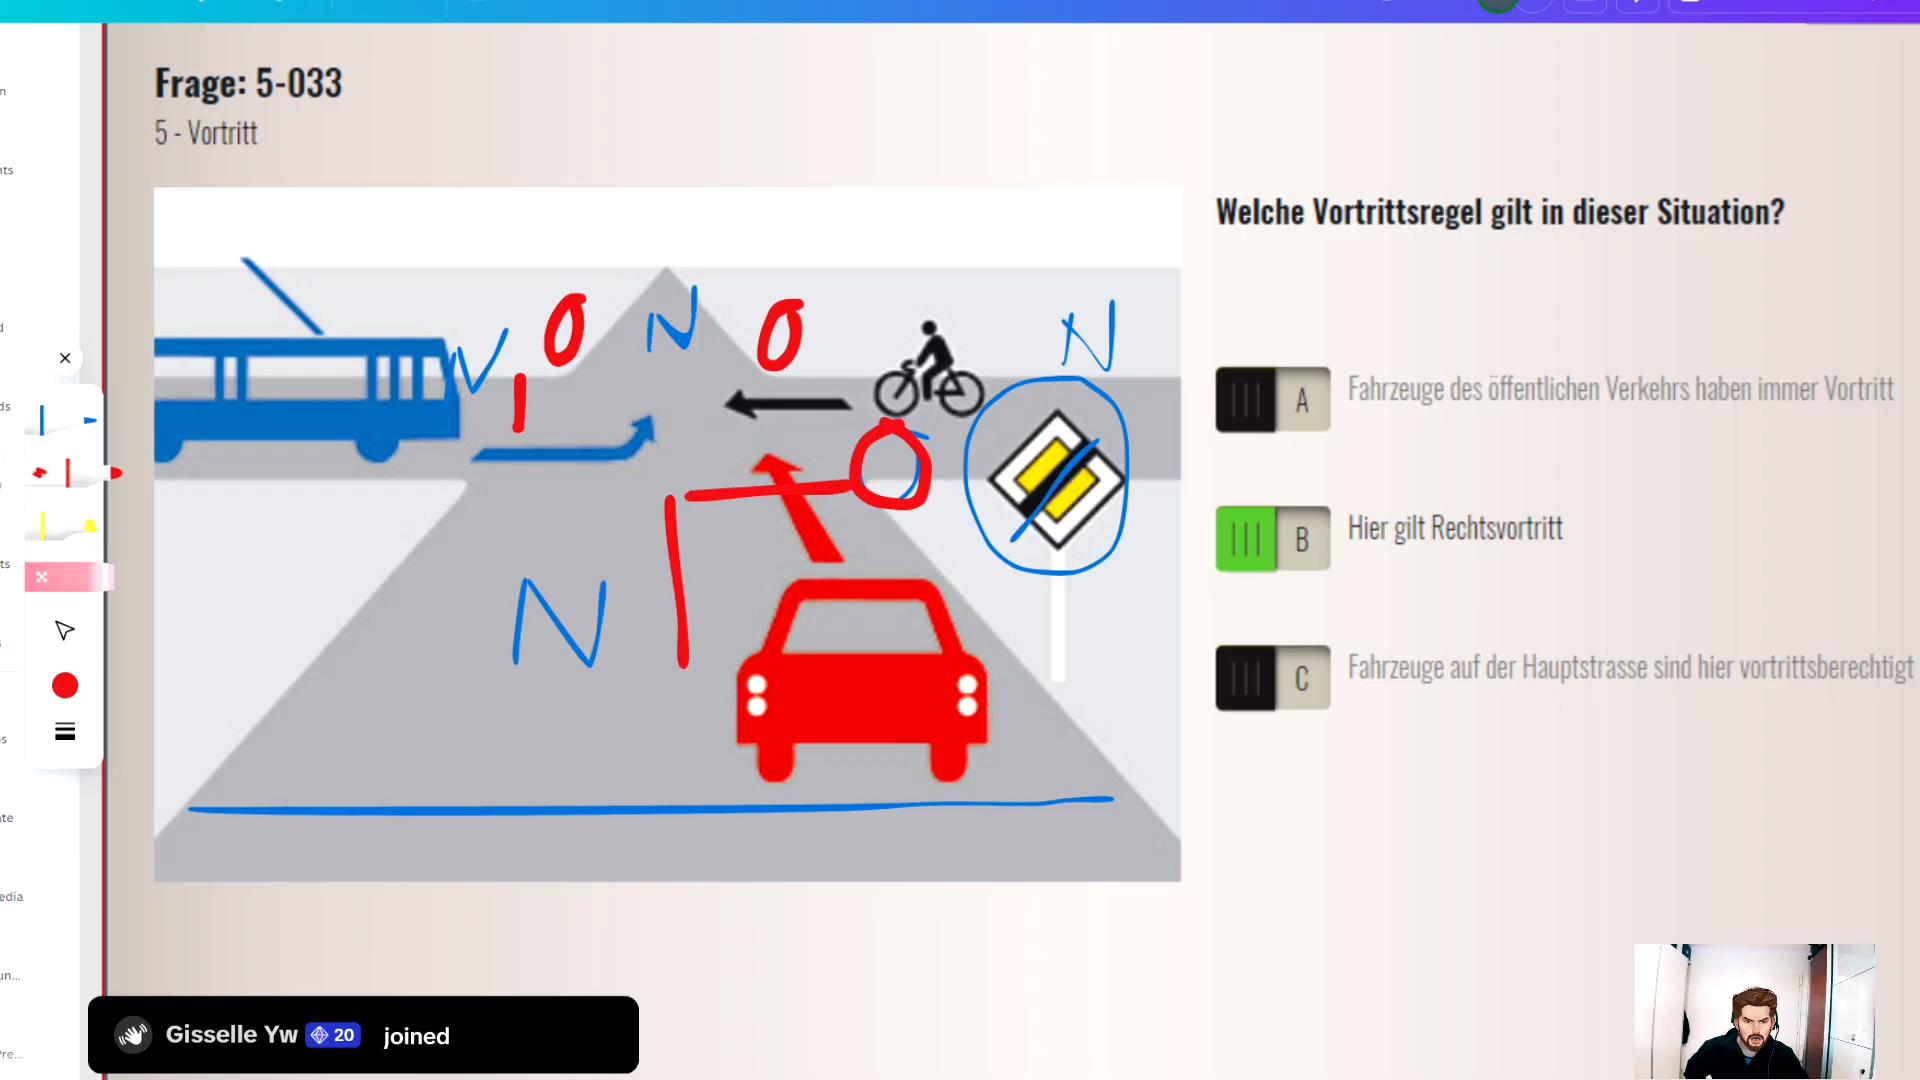 Frage: 5-033
5 - Vortritt
Welche Vortrittsregel gilt in dieser Situation?
V
O
N
O
N
A
Fahrzeuge des öffentlichen Verkehrs haben immer Vortritt
B
Hier gilt Rechtsvortritt
N
C
Fahrzeuge auf der Hauptstrasse sind hier vortrittsberechtigt
Gisselle Yw 20 joined